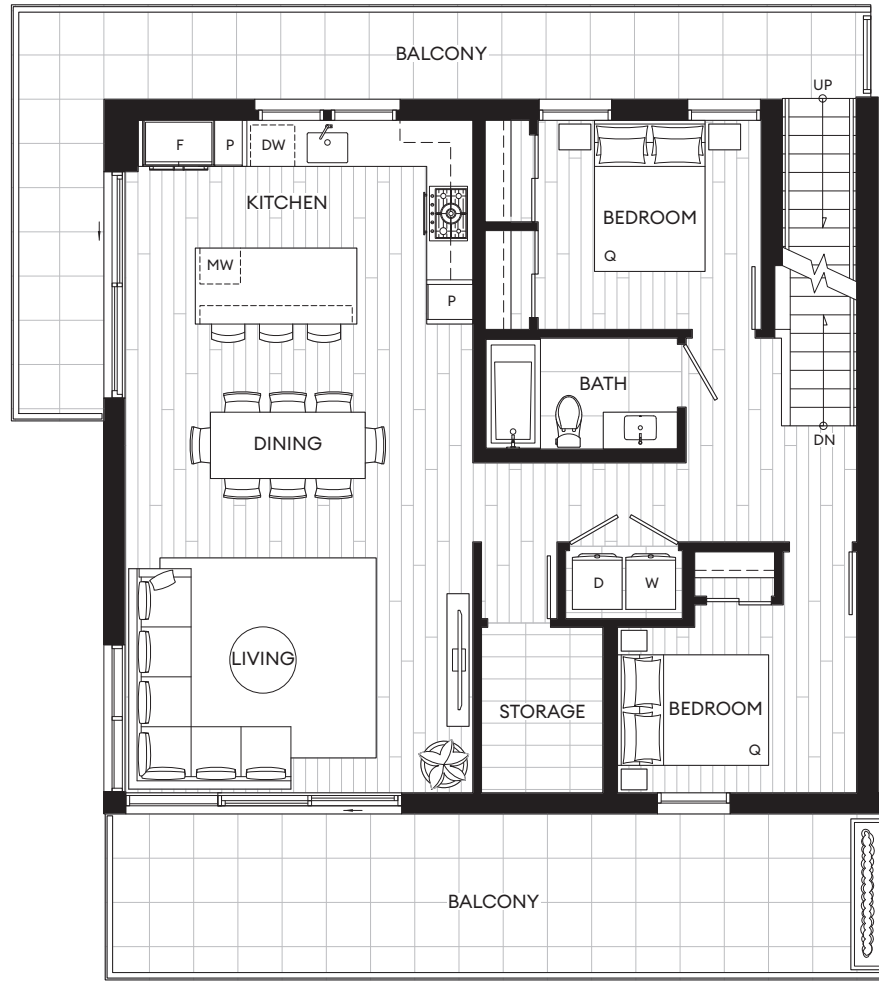 BALCONY
UP
F
P
DW
KITCHEN
BEDROOM
Q
MW
P
BATH
DINING
DN
D
W
LIVING
STORAGE
BEDROOM
Q
BALCONY